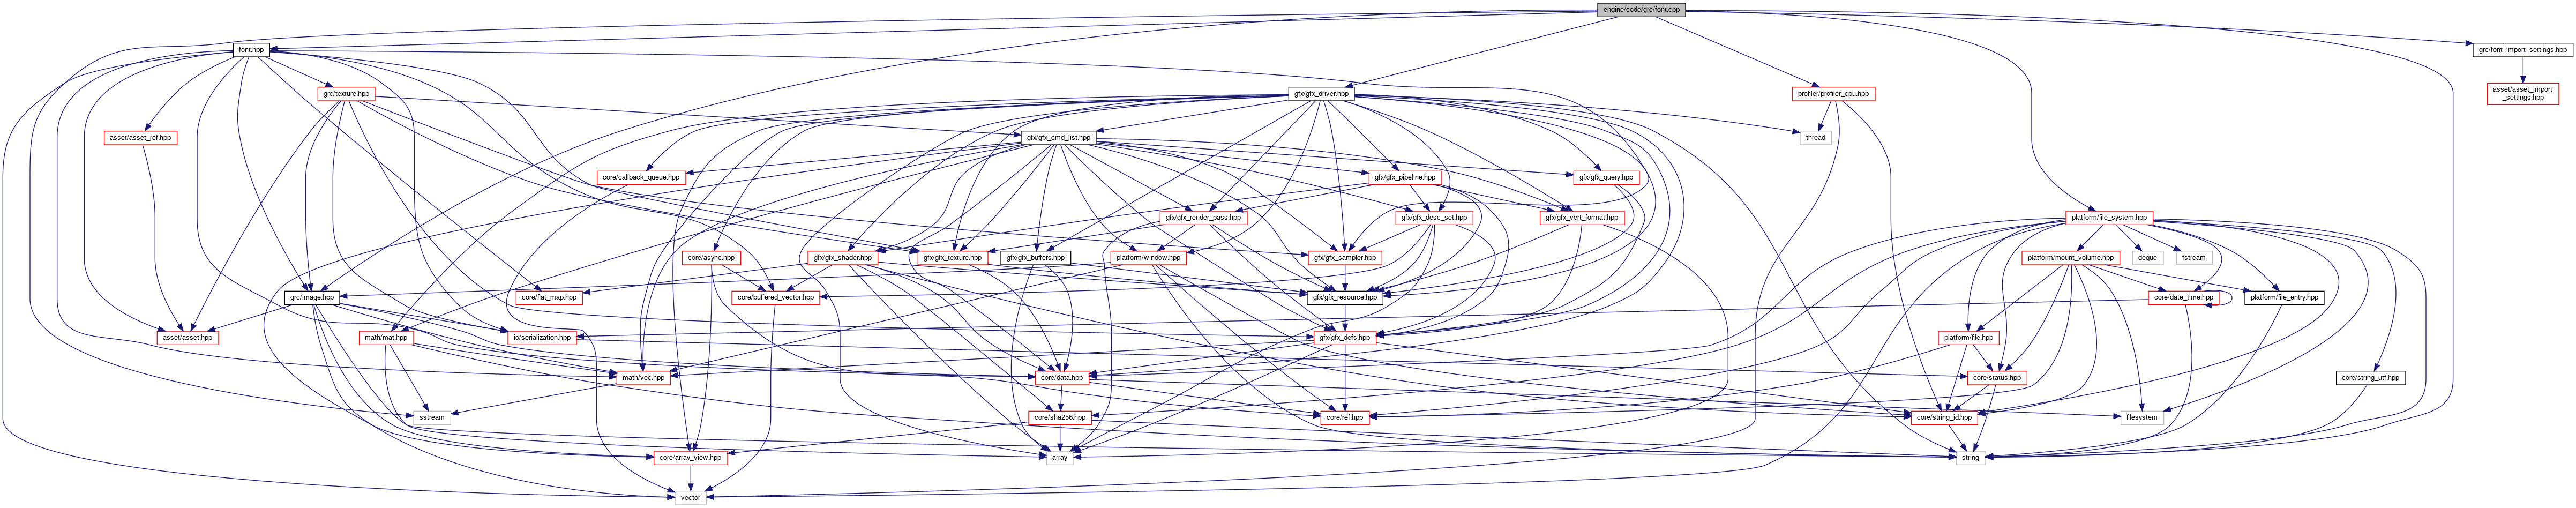 engine/code/grc/font.cpp
font.hpp
grc/font_import_settings.hpp
grc/texture.hpp
gfx/gfx_driver.hpp
profiler/profiler_cpu.hpp
asset/asset_import
_settings.hpp
asset/asset_ref.hpp
gfx/gfx_cmd_list.hpp
thread
core/callback_queue.hpp
gfx/gfx_pipeline.hpp
gfx/gfx_query.hpp
gfx/gfx_render_pass.hpp
gfx/gfx_desc_set.hpp
gfx/gfx_vert_format.hpp
platform/file_system.hpp
core/async.hpp
gfx/gfx_shader.hpp
gfx/gfx_texture.hpp
gfx/gfx_buffers.hpp
platform/window.hpp
gfx/gfx_sampler.hpp
platform/mount_volume.hpp
deque
fstream
grc/image.hpp
core/flat_map.hpp
core/buffered_vector.hpp
gfx/gfx_resource.hpp
core/date_time.hpp
platform/file_entry.hpp
asset/asset.hpp
math/mat.hpp
io/serialization.hpp
gfx/gfx_defs.hpp
platform/file.hpp
math/vec.hpp
core/data.hpp
core/status.hpp
core/string_utf.hpp
sstream
core/sha256.hpp
core/ref.hpp
core/string_id.hpp
filesystem
core/array_view.hpp
array
string
vector